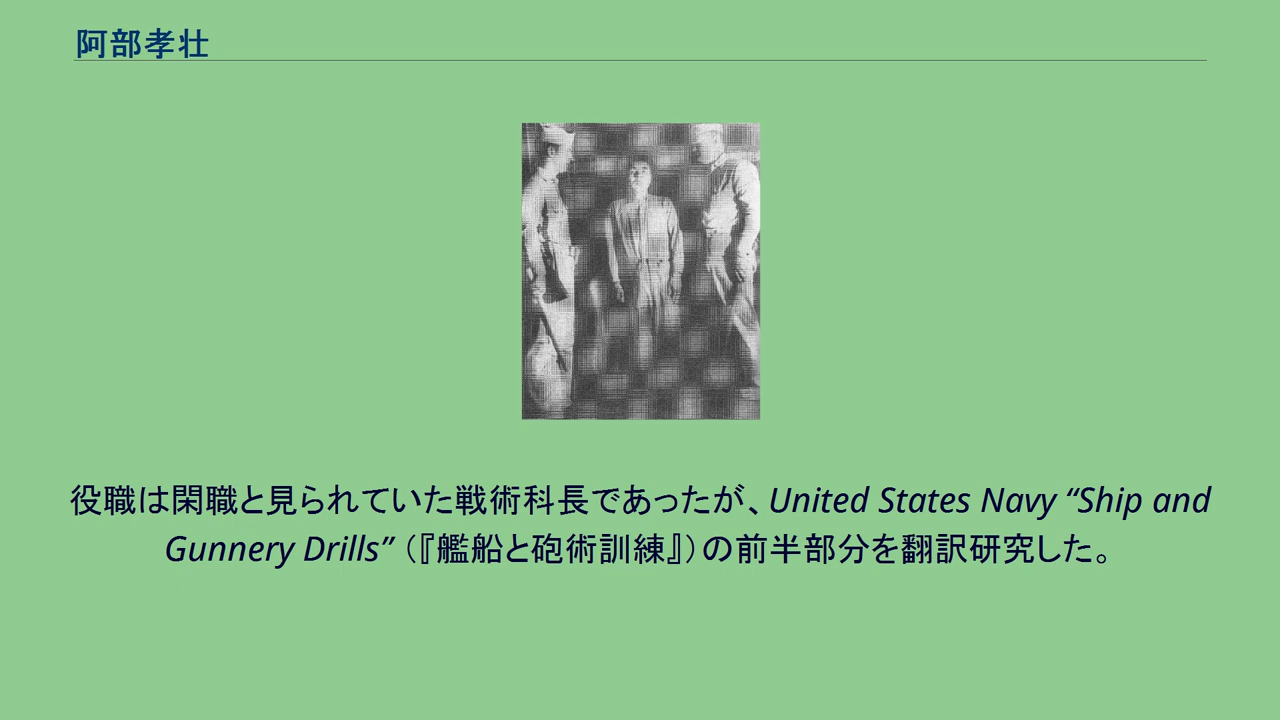 阿部孝壮
役職は閑職と見られていた戦術科長であったが、United States Navy “Ship and
Gunnery Drills”（『艦船と砲術訓練』）の前半部分を翻訳研究した。